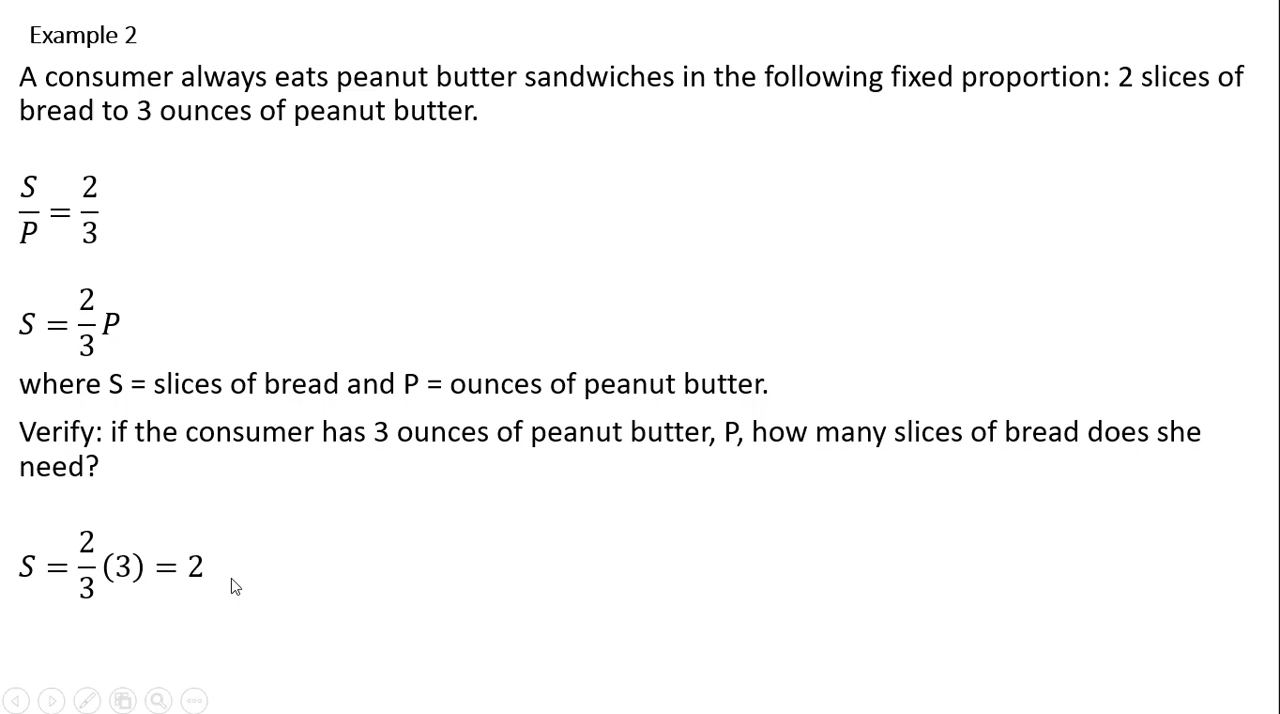 Example 2
A consumer always eats peanut butter sandwiches in the following fixed proportion: 2 slices of
bread to 3 ounces of peanut butter.
S/P = 2/3
S = 2/3 P
where S = slices of bread and P = ounces of peanut butter.
Verify: if the consumer has 3 ounces of peanut butter, P, how many slices of bread does she
need?
S = 2/3 (3) = 2